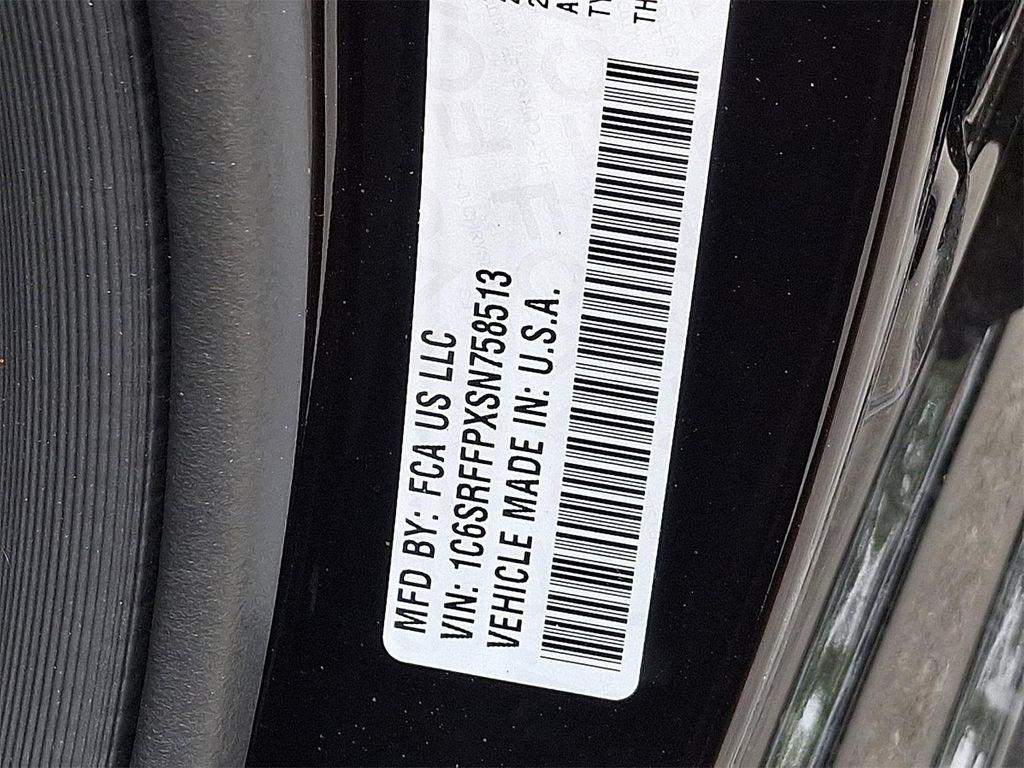 MFD BY: FCA US LLC
VIN: 1C6SRFFPXSN758513
VEHICLE MADE IN: U.S.A.